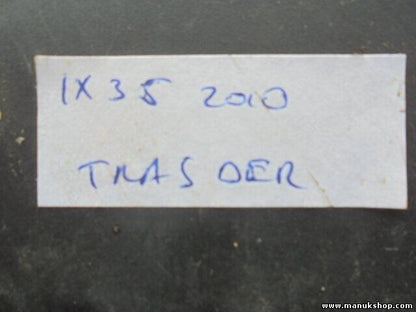 IX35 2010
TRAS DER
www.manukshop.com